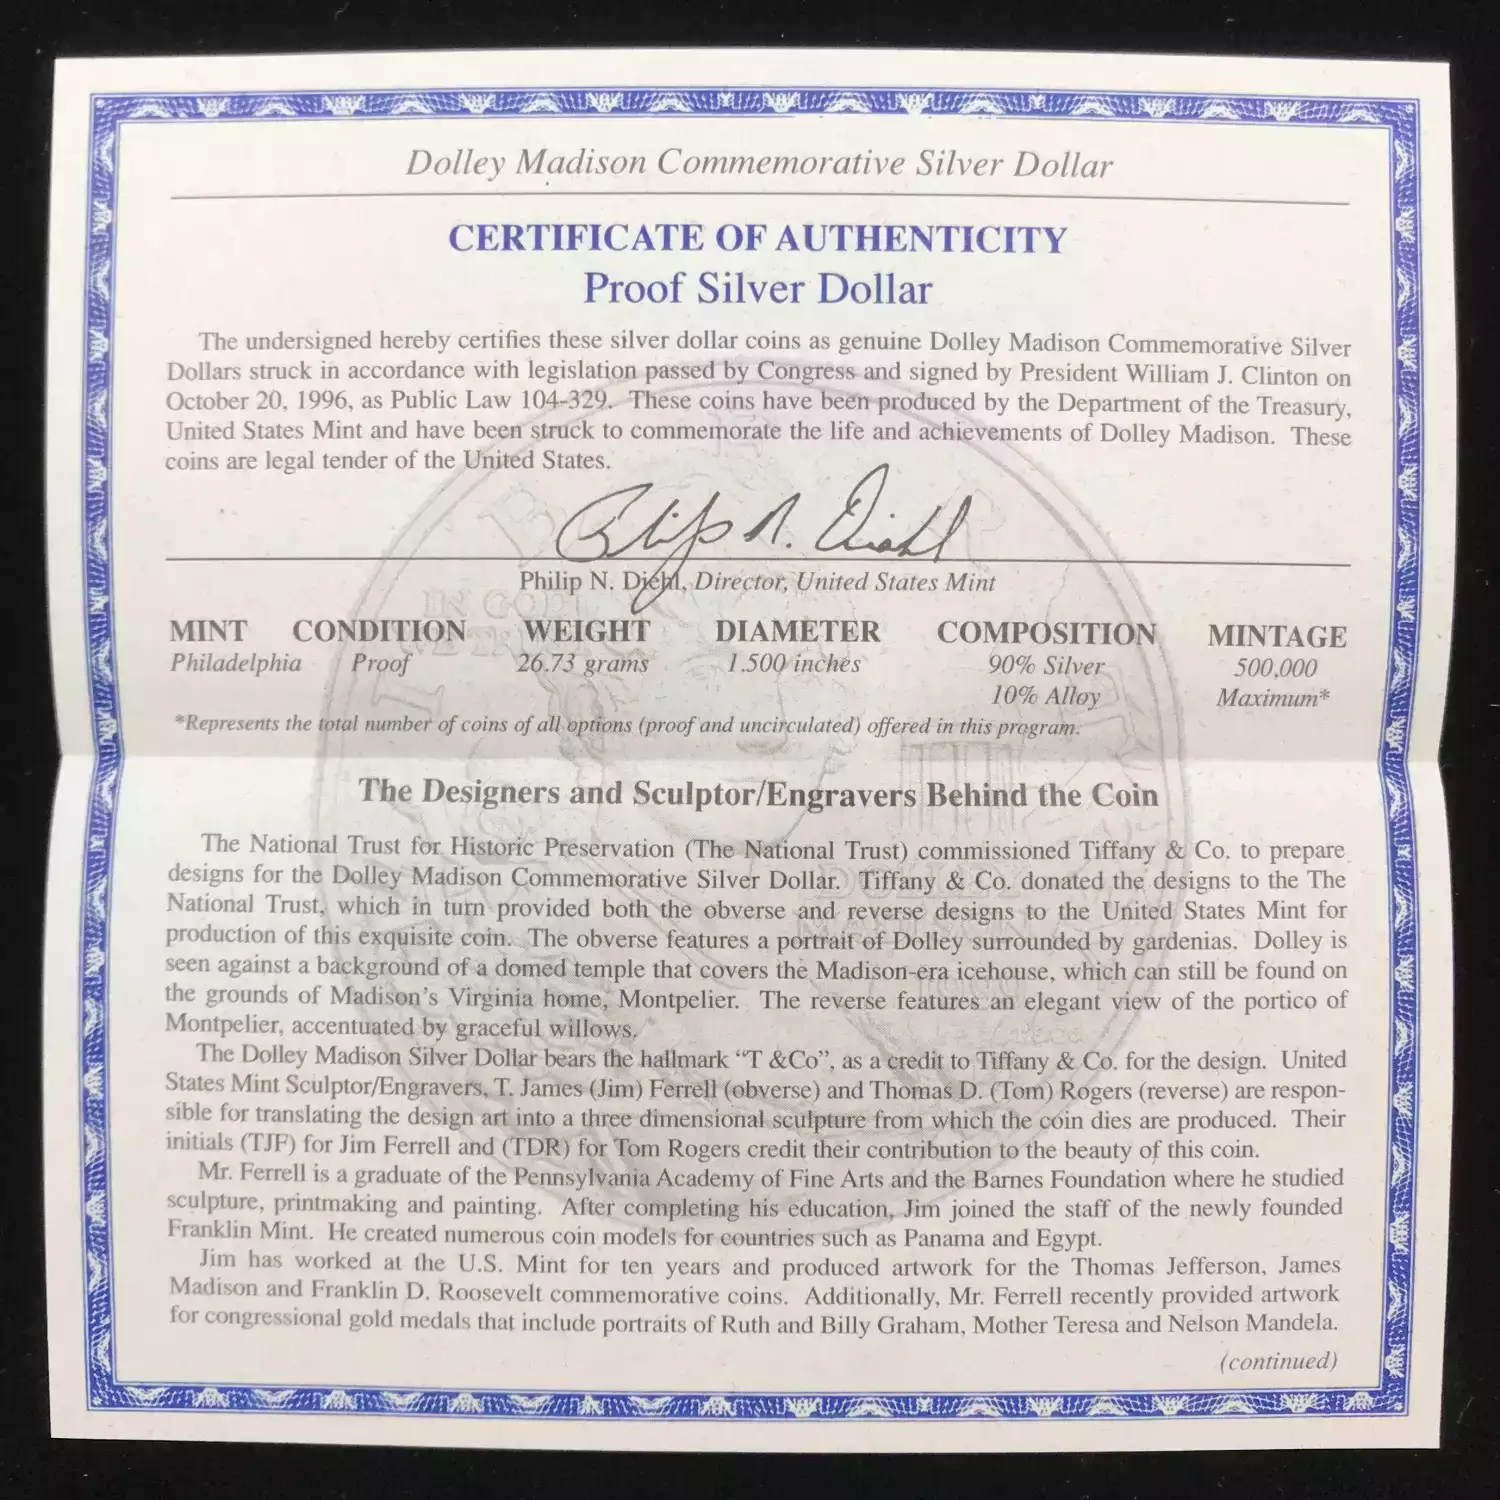 Dolley Madison Commemorative Silver Dollar
CERTIFICATE OF AUTHENTICITY
Proof Silver Dollar
The undersigned hereby certifies these silver dollar coins as genuine Dolley Madison Commemorative Silver
Dollars struck in accordance with legislation passed by Congress and signed by President William J. Clinton on
October 20, 1996, as Public Law 104-329. These coins have been produced by the Department of the Treasury,
United States Mint and have been struck to commemorate the life and achievements of Dolley Madison. These
coins are legal tender of the United States.
Philip N. Diehl
Philip N. Diehl, Director, United States Mint
MINT CONDITION WEIGHT DIAMETER COMPOSITION MINTAGE
Philadelphia Proof 26.73 grams 1.500 inches 90% Silver 500,000
10% Alloy Maximum*
*Represents the total number of coins of all options (proof and uncirculated) offered in this program.
The Designers and Sculptor/Engravers Behind the Coin
The National Trust for Historic Preservation (The National Trust) commissioned Tiffany & Co. to prepare
designs for the Dolley Madison Commemorative Silver Dollar. Tiffany & Co. donated the designs to the The
National Trust, which in turn provided both the obverse and reverse designs to the United States Mint for
production of this exquisite coin. The obverse features a portrait of Dolley surrounded by gardenias. Dolley is
seen against a background of a domed temple that covers the Madison-era icehouse, which can still be found on
the grounds of Madison's Virginia home, Montpelier. The reverse features an elegant view of the portico of
Montpelier, accentuated by graceful willows.
The Dolley Madison Silver Dollar bears the hallmark “T &Co”, as a credit to Tiffany & Co. for the design. United
States Mint Sculptor/Engravers, T. James (Jim) Ferrell (obverse) and Thomas D. (Tom) Rogers (reverse) are respon-
sible for translating the design art into a three dimensional sculpture from which the coin dies are produced. Their
initials (TJF) for Jim Ferrell and (TDR) for Tom Rogers credit their contribution to the beauty of this coin.
Mr. Ferrell is a graduate of the Pennsylvania Academy of Fine Arts and the Barnes Foundation where he studied
sculpture, printmaking and painting. After completing his education, Jim joined the staff of the newly founded
Franklin Mint. He created numerous coin models for countries such as Panama and Egypt.
Jim has worked at the U.S. Mint for ten years and produced artwork for the Thomas Jefferson, James
Madison and Franklin D. Roosevelt commemorative coins. Additionally, Mr. Ferrell recently provided artwork
for congressional gold medals that include portraits of Ruth and Billy Graham, Mother Teresa and Nelson Mandela.
(continued)